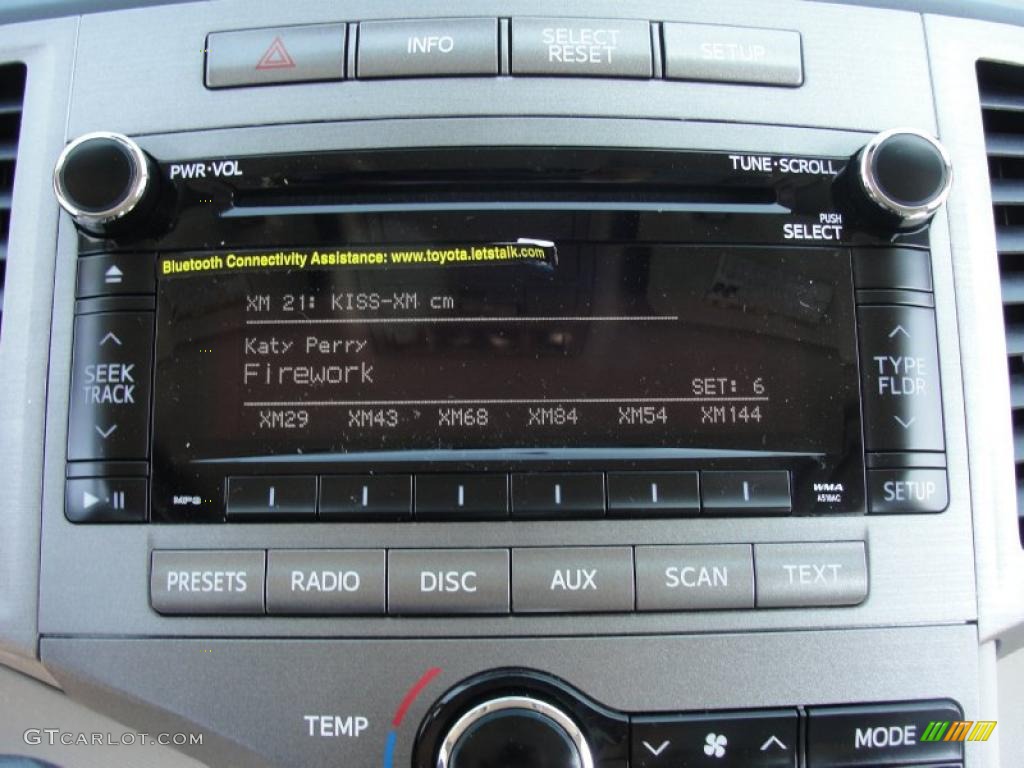 INFO
SELECT
RESET
SETUP
PWR·VOL
TUNE·SCROLL
PUSH
SELECT
Bluetooth Connectivity Assistance: www.toyota.letstalk.com
XM 21: KISS-XM cm
Katy Perry
Firework
SET: 6
XM29 XM43 XM68 XM84 XM54 XM144
SEEK
TRACK
TYPE
FLDR
MP3
WMA
A518AC
SETUP
PRESETS RADIO DISC AUX SCAN TEXT
TEMP
MODE
GTCARLOT.COM